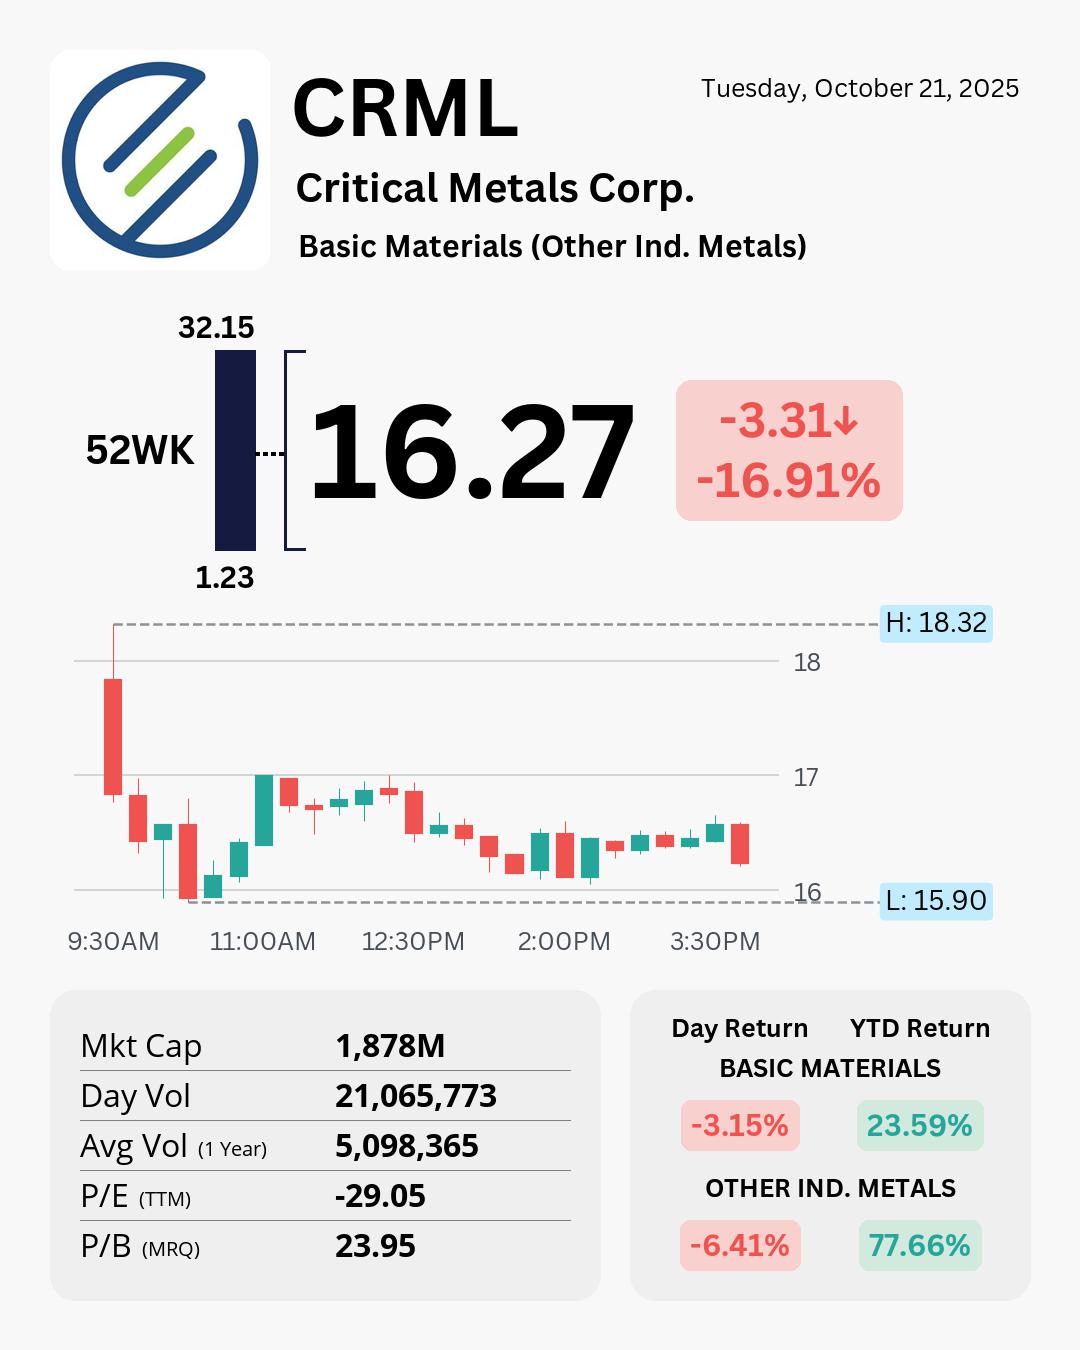 CRML
Tuesday, October 21, 2025
Critical Metals Corp.
Basic Materials (Other Ind. Metals)
32.15
52WK
16.27
-3.31↓
-16.91%
1.23
H: 18.32
18
17
16
L: 15.90
9:30AM 11:00AM 12:30PM 2:00PM 3:30PM
Mkt Cap 1,878M
Day Vol 21,065,773
Avg Vol (1 Year) 5,098,365
P/E (TTM) -29.05
P/B (MRQ) 23.95
Day Return YTD Return
BASIC MATERIALS
-3.15% 23.59%
OTHER IND. METALS
-6.41% 77.66%